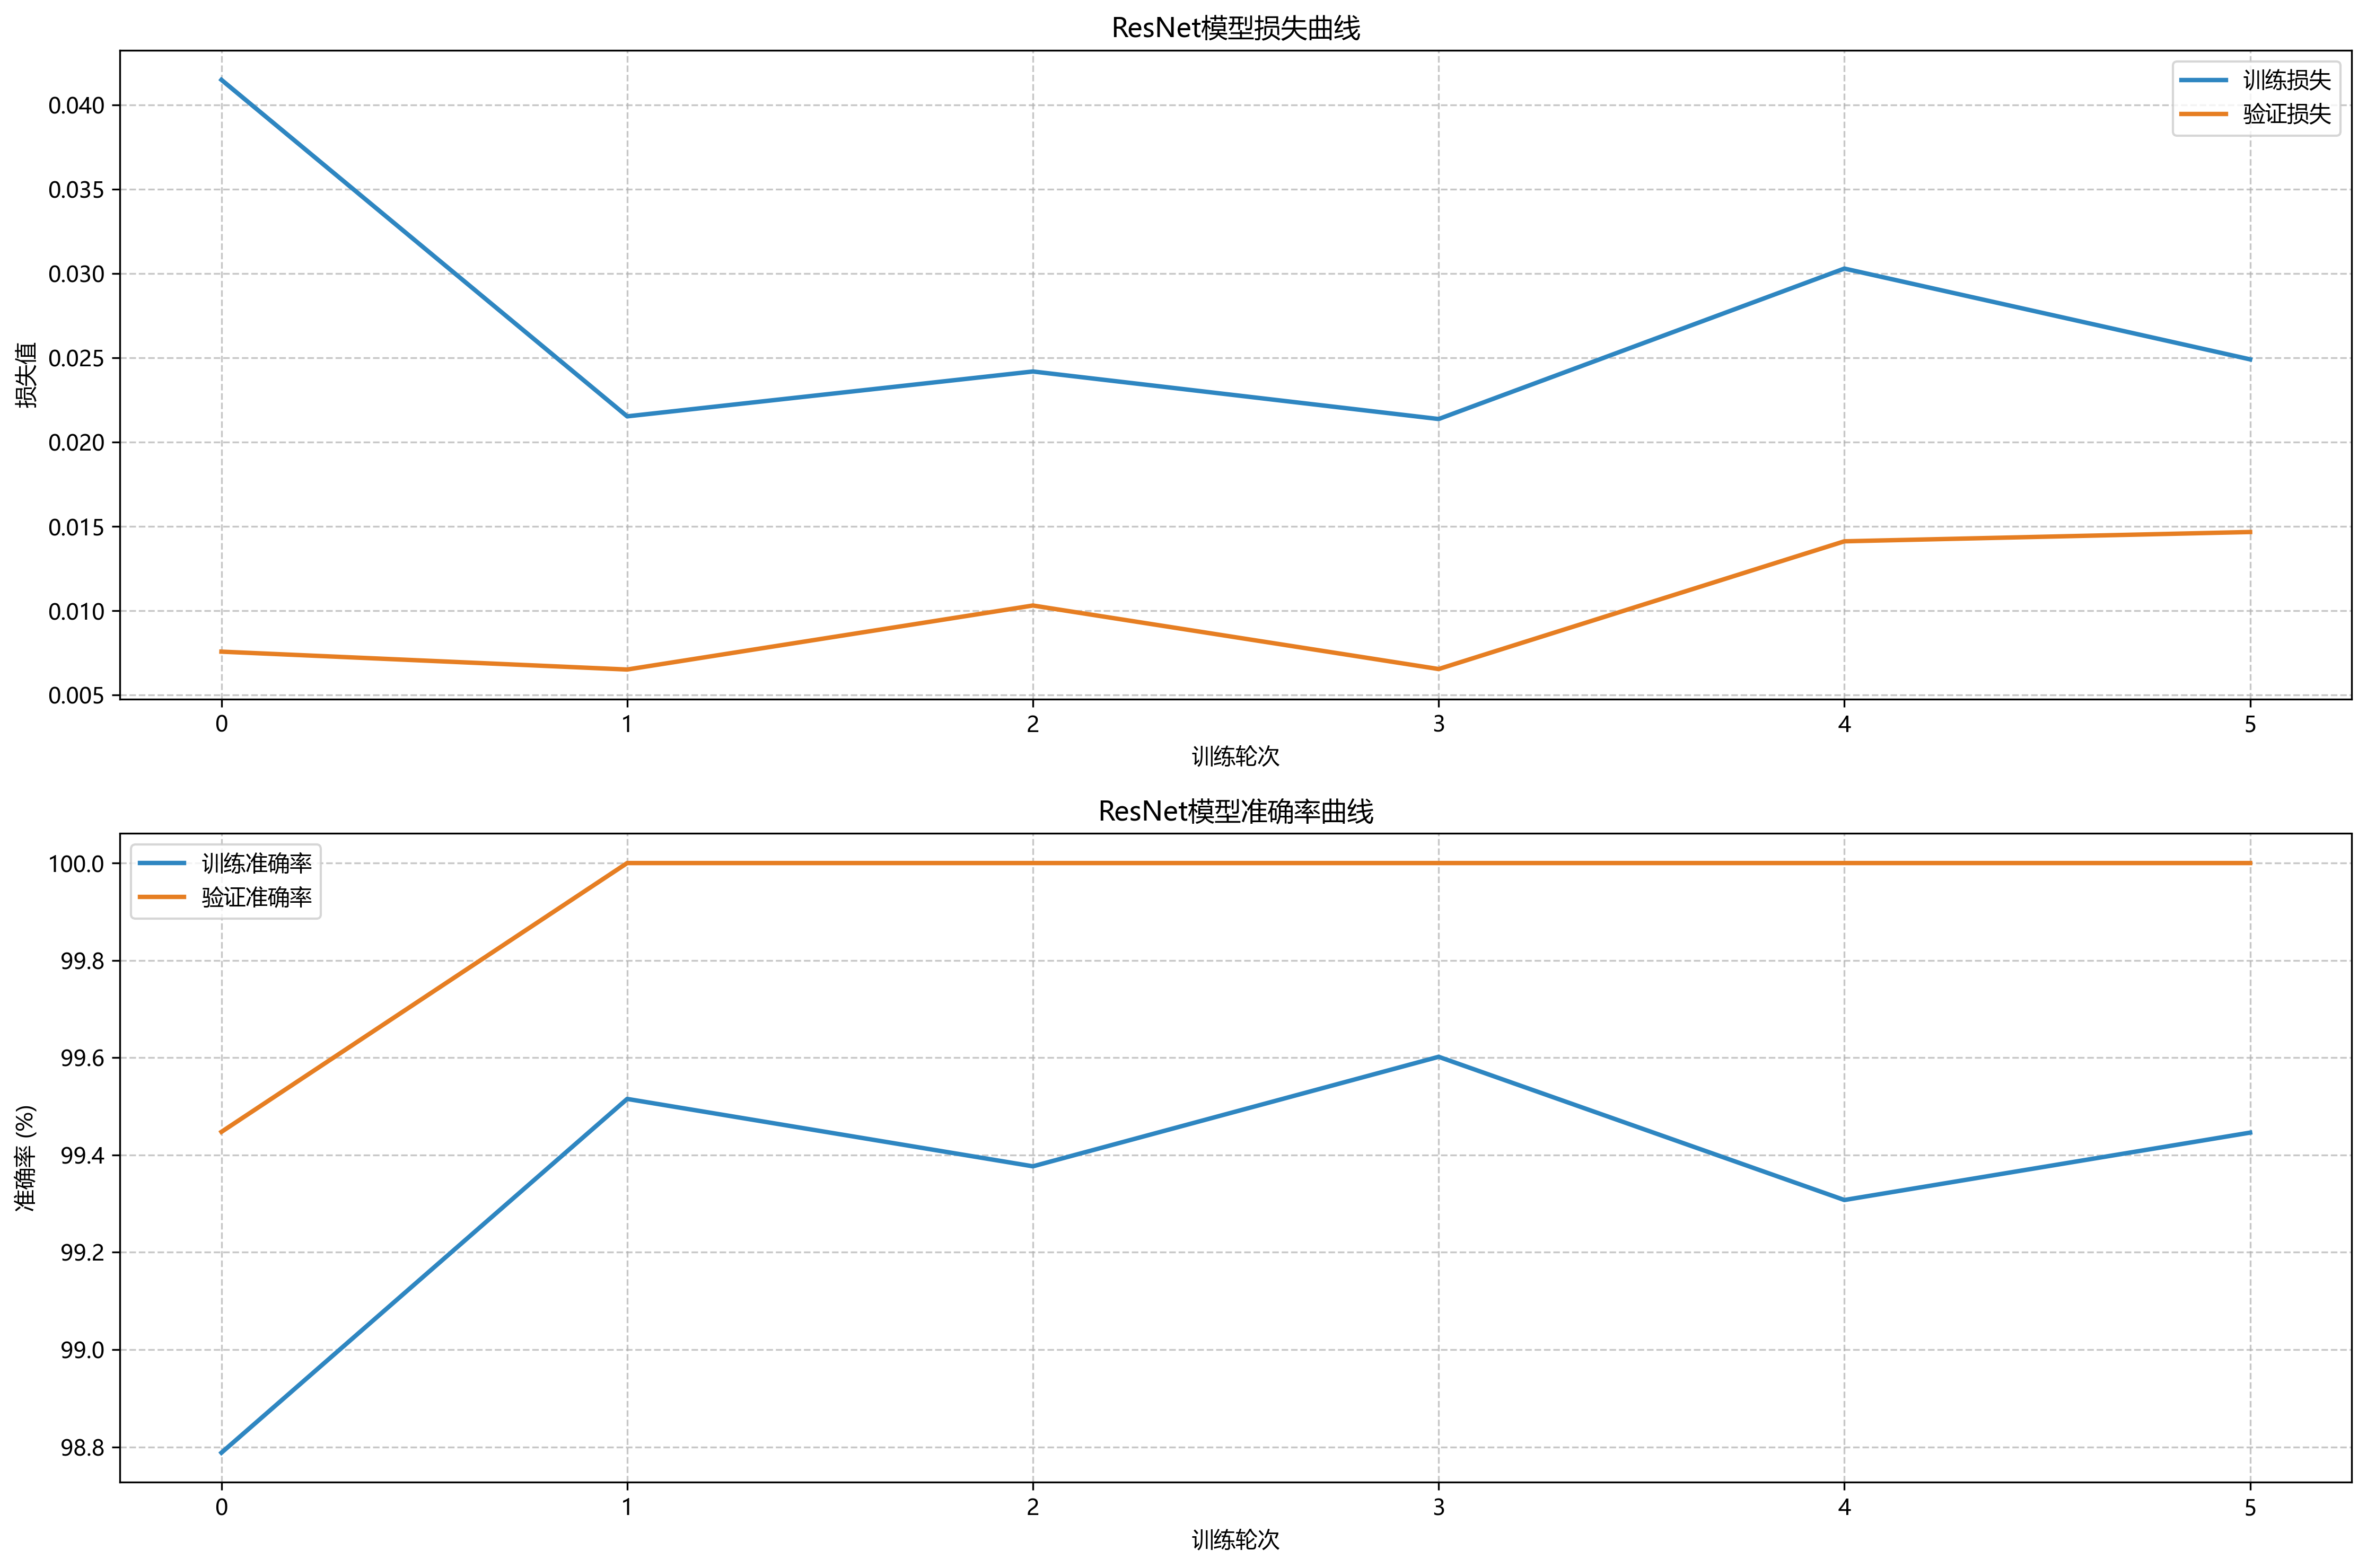 ResNet模型损失曲线
训练损失
验证损失
0.040
0.035
0.030
0.025
0.020
0.015
0.010
0.005
损失值
0 1 2 3 4 5
训练轮次
ResNet模型准确率曲线
训练准确率
验证准确率
100.0
99.8
99.6
99.4
99.2
99.0
98.8
准确率 (%)
0 1 2 3 4 5
训练轮次